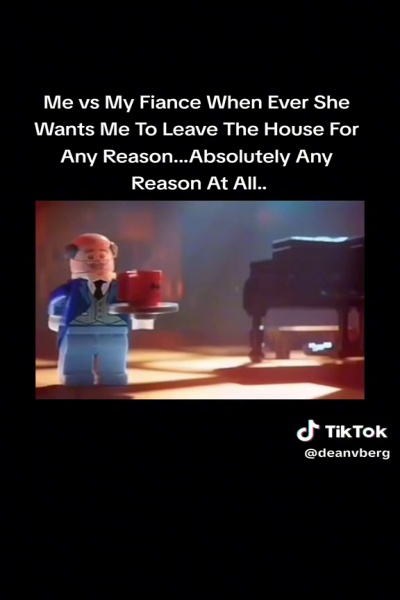 Me vs My Fiance When Ever She
Wants Me To Leave The House For
Any Reason...Absolutely Any
Reason At All..
TikTok
@deanvberg